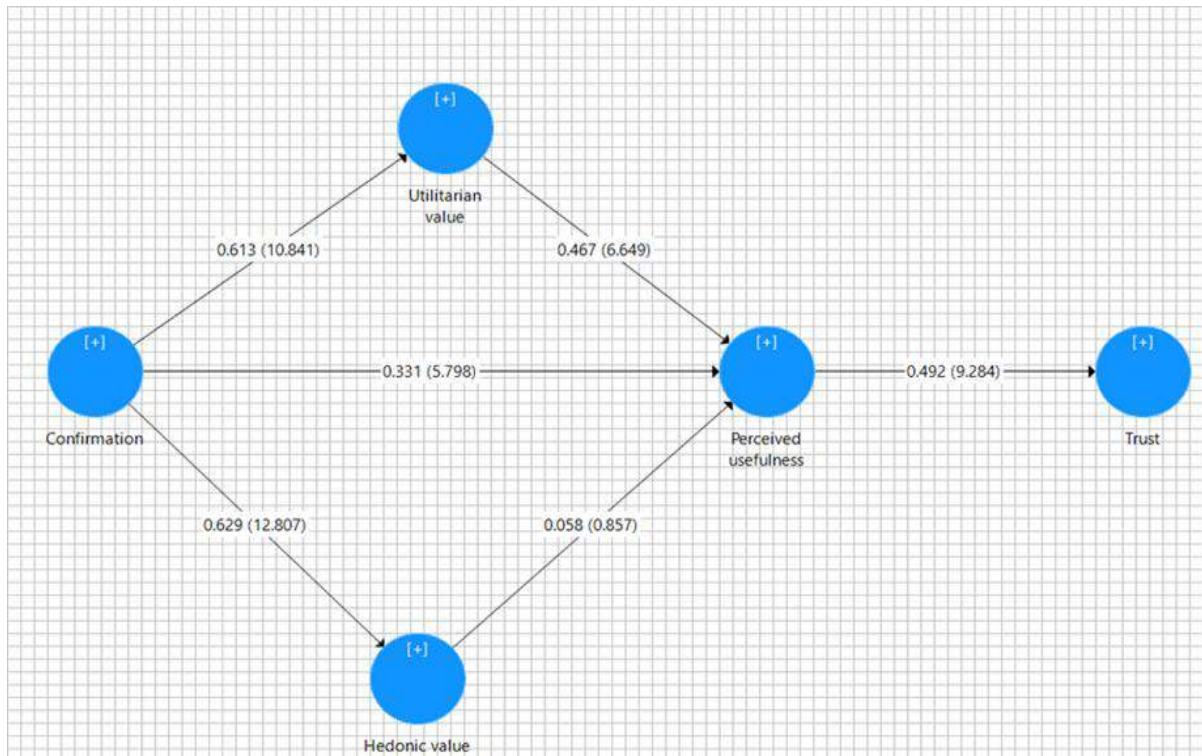 [+]
Utilitarian
value
0.613 (10.841)
0.467 (6.649)
[+]
[+]
[+]
0.331 (5.798)
0.492 (9.284)
Confirmation
Perceived
usefulness
Trust
0.629 (12.807)
0.058 (0.857)
[+]
Hedonic value